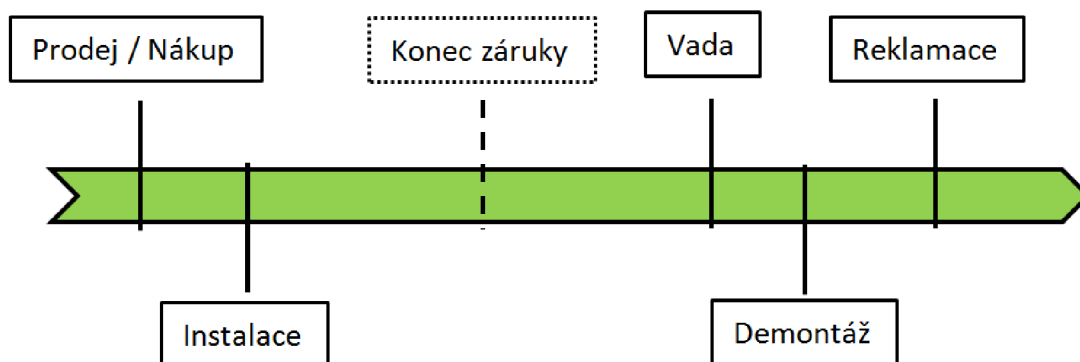 Prodej / Nákup
Konec záruky
Vada
Reklamace
Instalace
Demontáž